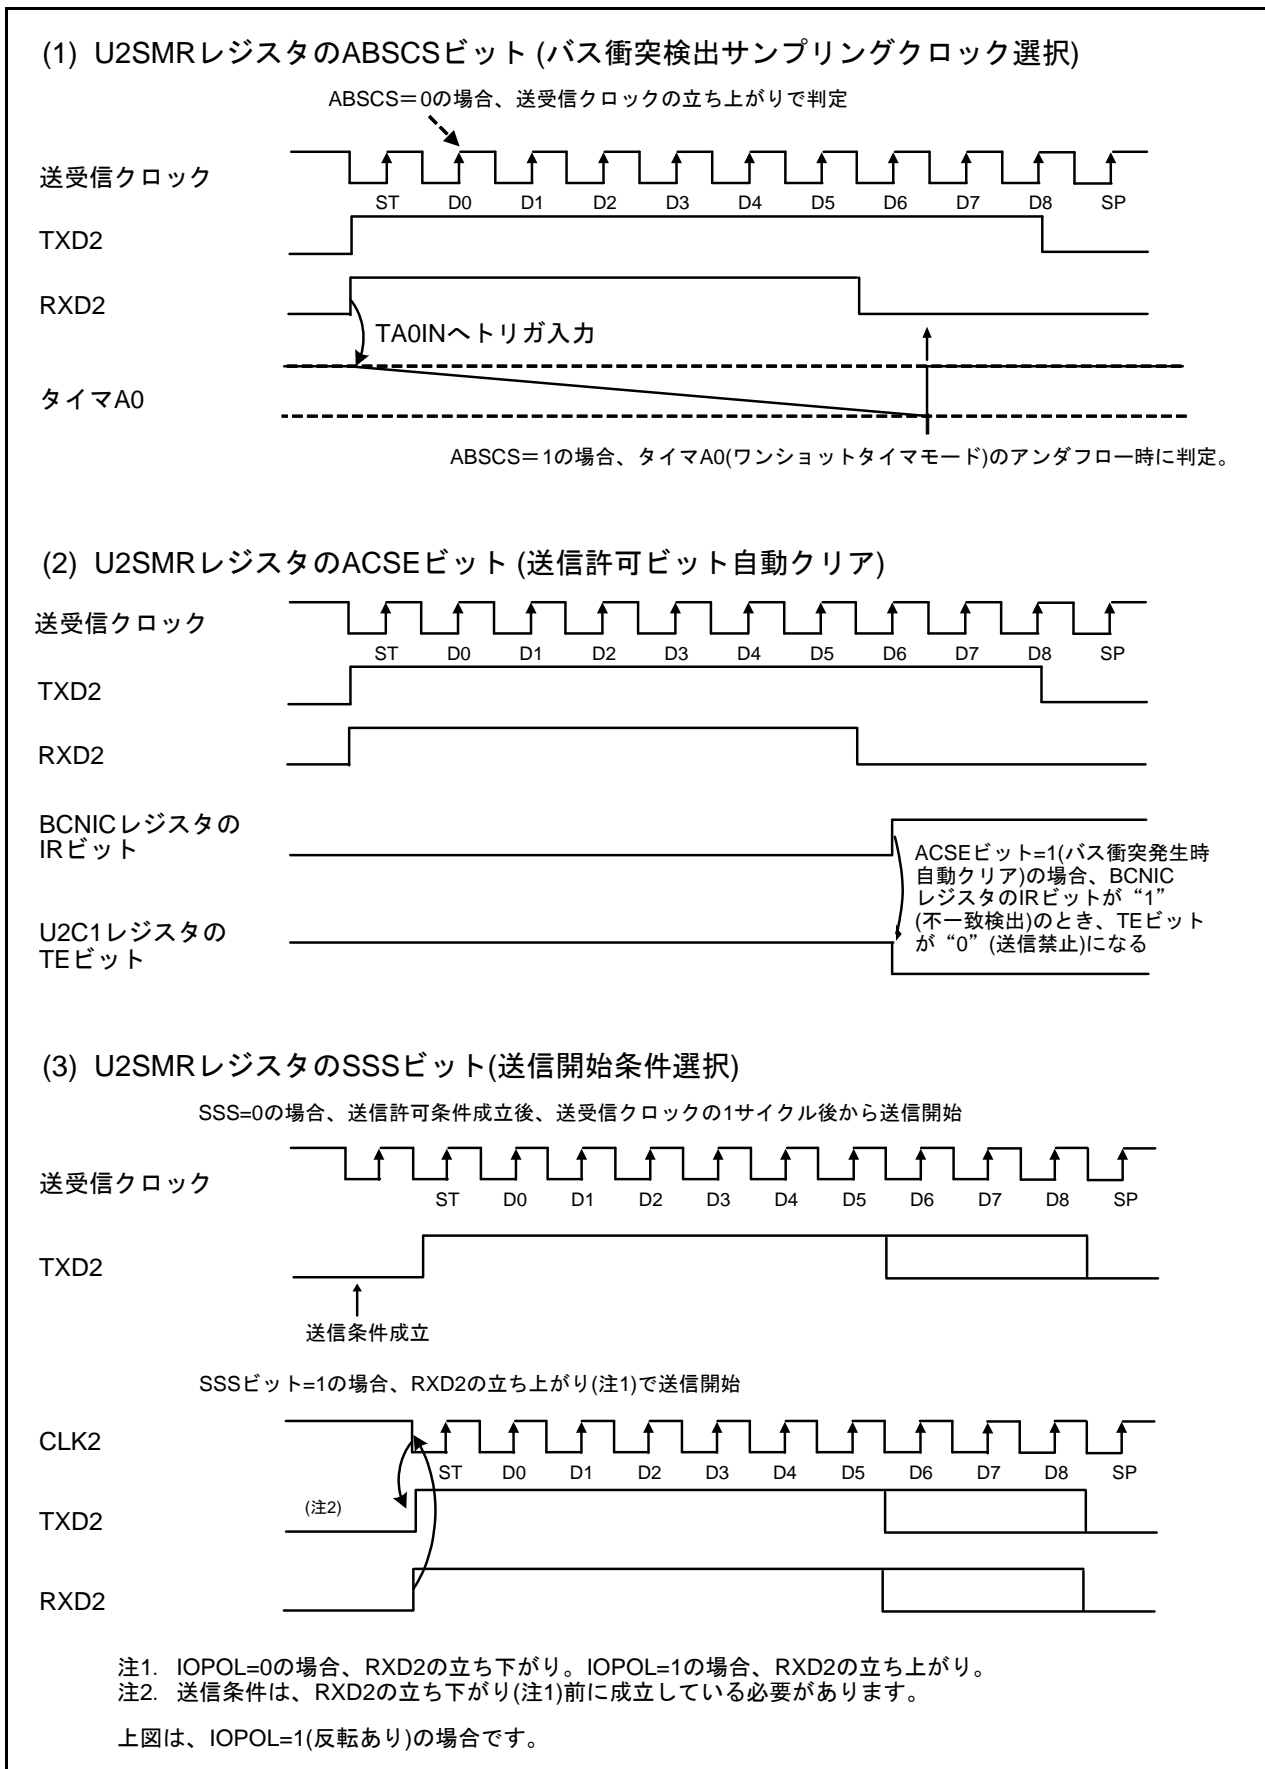 (1) U2SMRレジスタのABSCSビット (バス衝突検出サンプリングクロック選択)
ABSCS＝0の場合、送受信クロックの立ち上がりで判定
送受信クロック
ST D0 D1 D2 D3 D4 D5 D6 D7 D8 SP
TXD2
RXD2
TA0INへトリガ入力
タイマA0
ABSCS＝1の場合、タイマA0(ワンショットタイマモード)のアンダフロー時に判定。
(2) U2SMRレジスタのACSEビット (送信許可ビット自動クリア)
送受信クロック
ST D0 D1 D2 D3 D4 D5 D6 D7 D8 SP
TXD2
RXD2
BCNICレジスタの
IRビット
ACSEビット=1(バス衝突発生時
自動クリア)の場合、BCNIC
レジスタのIRビットが“1”
(不一致検出)のとき、TEビット
が“0”(送信禁止)になる
U2C1レジスタの
TEビット
(3) U2SMRレジスタのSSSビット(送信開始条件選択)
SSS=0の場合、送信許可条件成立後、送受信クロックの1サイクル後から送信開始
送受信クロック
ST D0 D1 D2 D3 D4 D5 D6 D7 D8 SP
TXD2
送信条件成立
SSSビット=1の場合、RXD2の立ち上がり(注1)で送信開始
CLK2
ST D0 D1 D2 D3 D4 D5 D6 D7 D8 SP
(注2)
TXD2
RXD2
注1. IOPOL=0の場合、RXD2の立ち下がり。IOPOL=1の場合、RXD2の立ち上がり。
注2. 送信条件は、RXD2の立ち下がり(注1)前に成立している必要があります。
上図は、IOPOL=1(反転あり)の場合です。